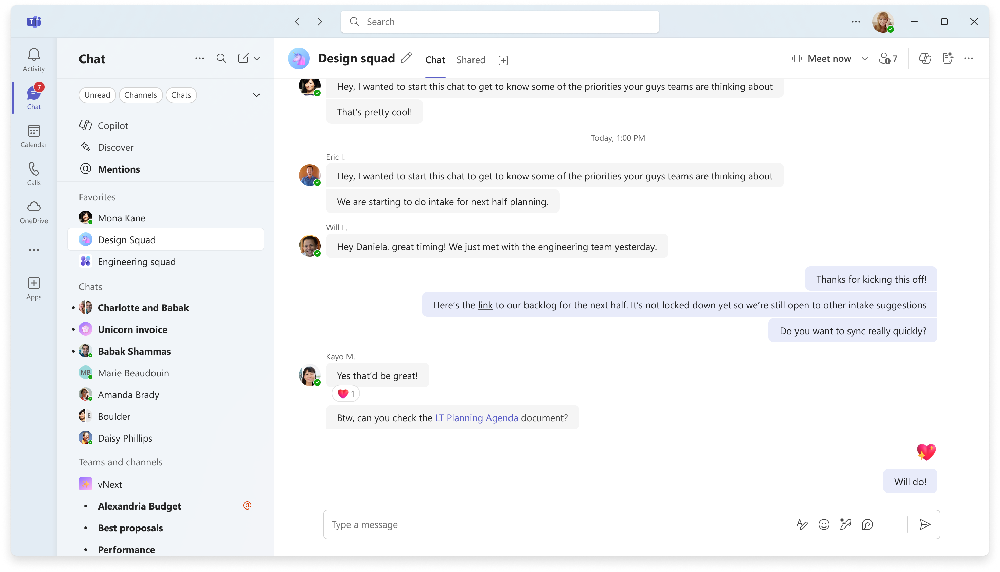 T
Search
Activity
7
Chat
Calendar
Calls
OneDrive
Apps
Chat
Unread
Channels
Chats
Copilot
Discover
Mentions
Favorites
Mona Kane
Design Squad
Engineering squad
Chats
Charlotte and Babak
Unicorn invoice
Babak Shammas
MB
Marie Beaudouin
Amanda Brady
E
Boulder
Daisy Phillips
Teams and channels
vNext
Alexandria Budget
@
Best proposals
Performance
Design squad
Chat
Shared
Meet now
7
Hey, I wanted to start this chat to get to know some of the priorities your guys teams are thinking about
That’s pretty cool!
Today, 1:00 PM
Eric I.
Hey, I wanted to start this chat to get to know some of the priorities your guys teams are thinking about
We are starting to do intake for next half planning.
Will L.
Hey Daniela, great timing! We just met with the engineering team yesterday.
Thanks for kicking this off!
Here’s the link to our backlog for the next half. It’s not locked down yet so we’re still open to other intake suggestions
Do you want to sync really quickly?
Kayo M.
Yes that’d be great!
1
Btw, can you check the LT Planning Agenda document?
Will do!
Type a message